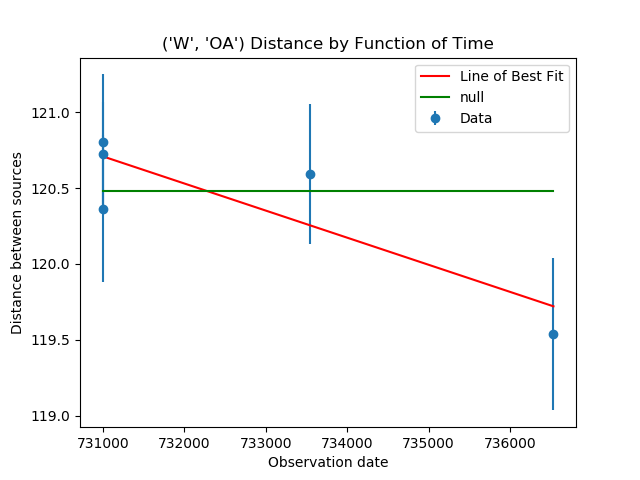 ('W', 'OA') Distance by Function of Time
Line of Best Fit
null
Data
121.0
120.5
120.0
119.5
119.0
Distance between sources
731000 732000 733000 734000 735000 736000
Observation date